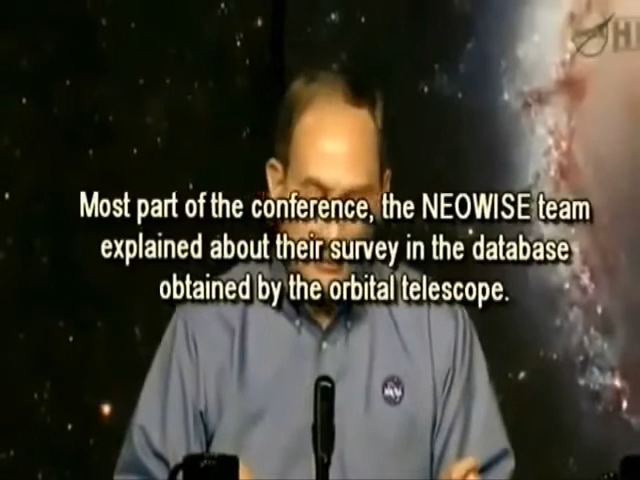 H
Most part of the conference, the NEOWISE team
explained about their survey in the database
obtained by the orbital telescope.
NASA